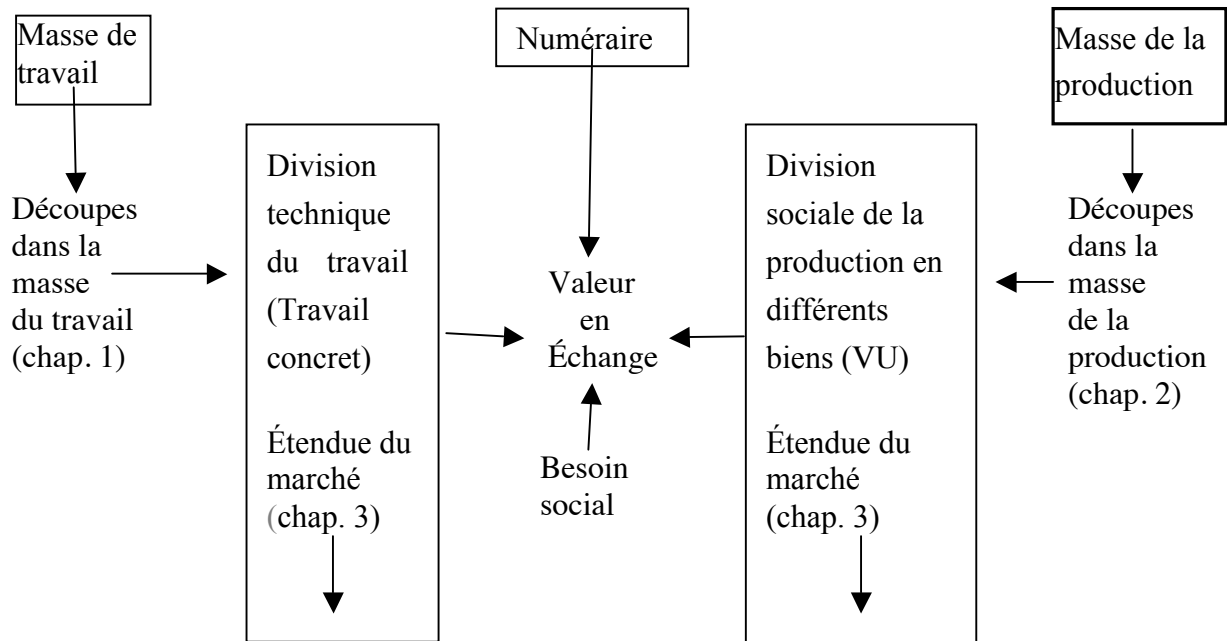 Masse de
travail
Numéraire
Masse de la
production
Découpes
dans la
masse
du travail
(chap. 1)
Division
technique
du travail
(Travail
concret)
Étendue du
marché
(chap. 3)
Valeur
en
Échange
Besoin
social
Division
sociale de la
production en
différents
biens (VU)
Étendue du
marché
(chap. 3)
Découpes
dans la
masse
de la
production
(chap. 2)